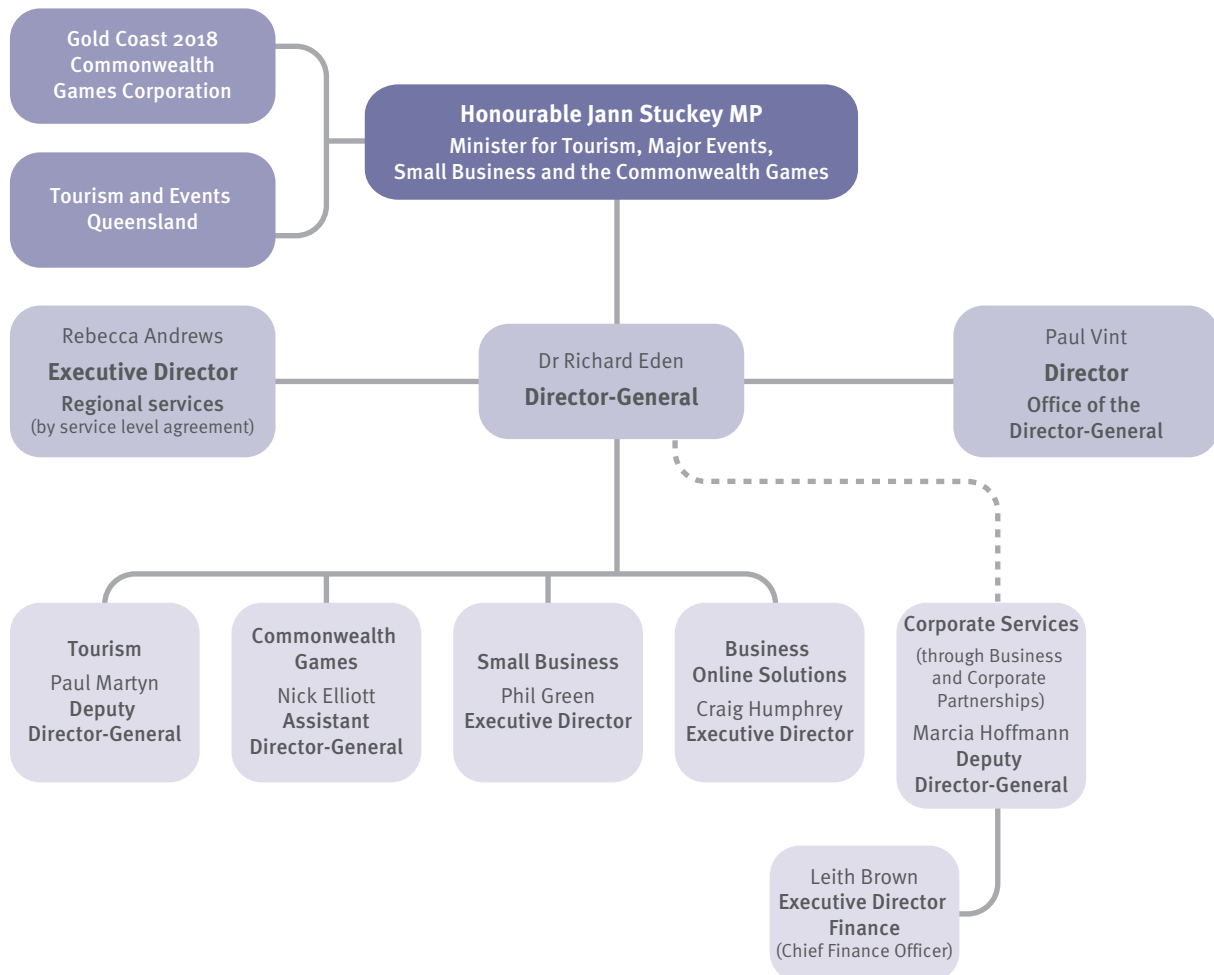 Gold Coast 2018
Commonwealth
Games Corporation
Honourable Jann Stuckey MP
Minister for Tourism, Major Events,
Small Business and the Commonwealth Games
Tourism and Events
Queensland
Rebecca Andrews
Executive Director
Regional services
(by service level agreement)
Dr Richard Eden
Director-General
Paul Vint
Director
Office of the
Director-General
Tourism
Paul Martyn
Deputy
Director-General
Commonwealth
Games
Nick Elliott
Assistant
Director-General
Small Business
Phil Green
Executive Director
Business
Online Solutions
Craig Humphrey
Executive Director
Corporate Services
(through Business
and Corporate
Partnerships)
Marcia Hoffmann
Deputy
Director-General
Leith Brown
Executive Director
Finance
(Chief Finance Officer)